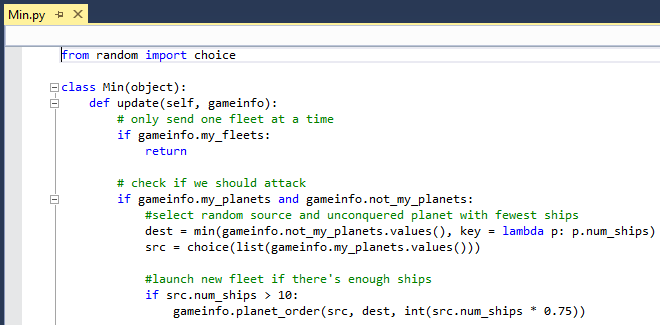 Min.py
from random import choice
class Min(object):
def update(self, gameinfo):
# only send one fleet at a time
if gameinfo.my_fleets:
return
# check if we should attack
if gameinfo.my_planets and gameinfo.not_my_planets:
#select random source and unconquered planet with fewest ships
dest = min(gameinfo.not_my_planets.values(), key = lambda p: p.num_ships)
src = choice(list(gameinfo.my_planets.values()))
#launch new fleet if there's enough ships
if src.num_ships > 10:
gameinfo.planet_order(src, dest, int(src.num_ships * 0.75))